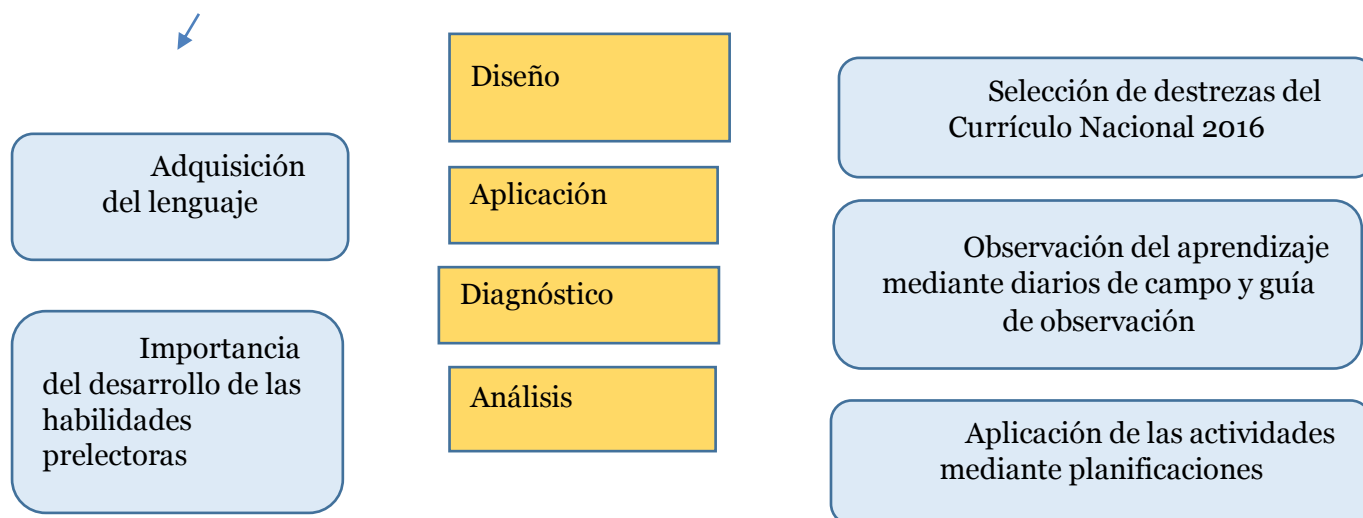 Adquisición
del lenguaje
Importancia
del desarrollo de las
habilidades
prelectoras
Diseño
Aplicación
Diagnóstico
Análisis
Selección de destrezas del
Currículo Nacional 2016
Observación del aprendizaje
mediante diarios de campo y guía
de observación
Aplicación de las actividades
mediante planificaciones